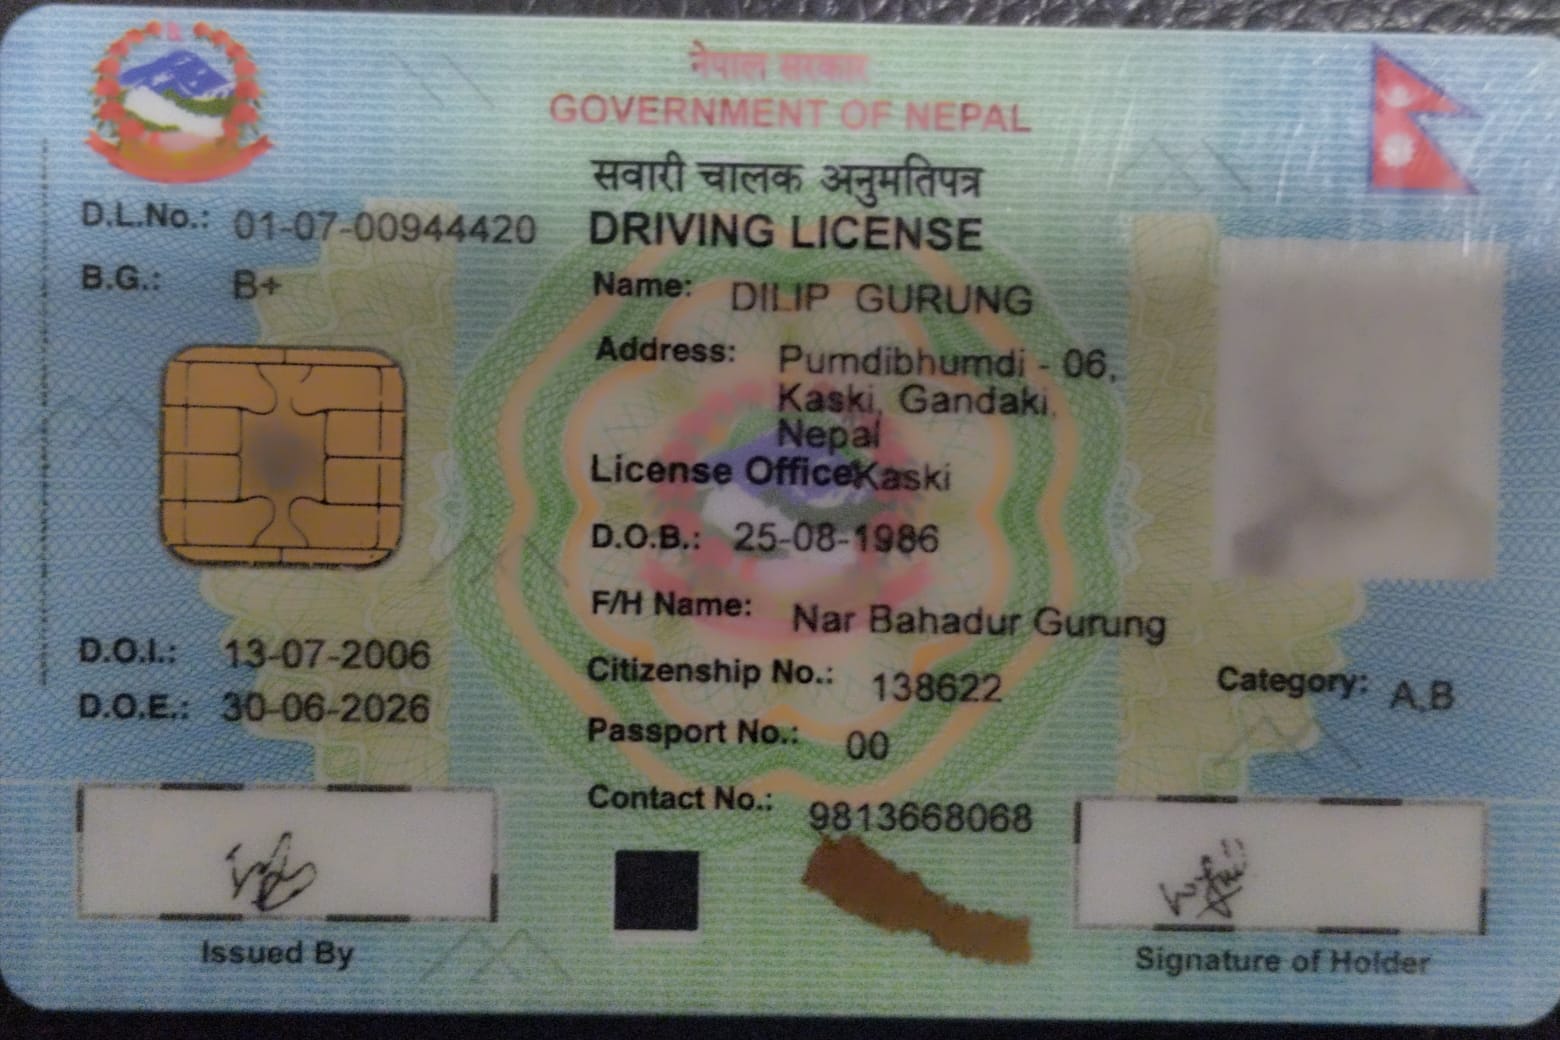 नेपाल सरकार
GOVERNMENT OF NEPAL
सवारी चालक अनुमतिपत्र
DRIVING LICENSE
D.L.No.: 01-07-00944420
B.G.: B+
Name: DILIP GURUNG
Address: Pumdibhumdi - 06,
Kaski, Gandaki,
Nepal
License Office Kaski
D.O.B.: 25-08-1986
F/H Name: Nar Bahadur Gurung
D.O.I.: 13-07-2006
Citizenship No.: 138622
Category: A,B
D.O.E.: 30-06-2026
Passport No.: 00
Contact No.: 9813668068
Issued By
Signature of Holder